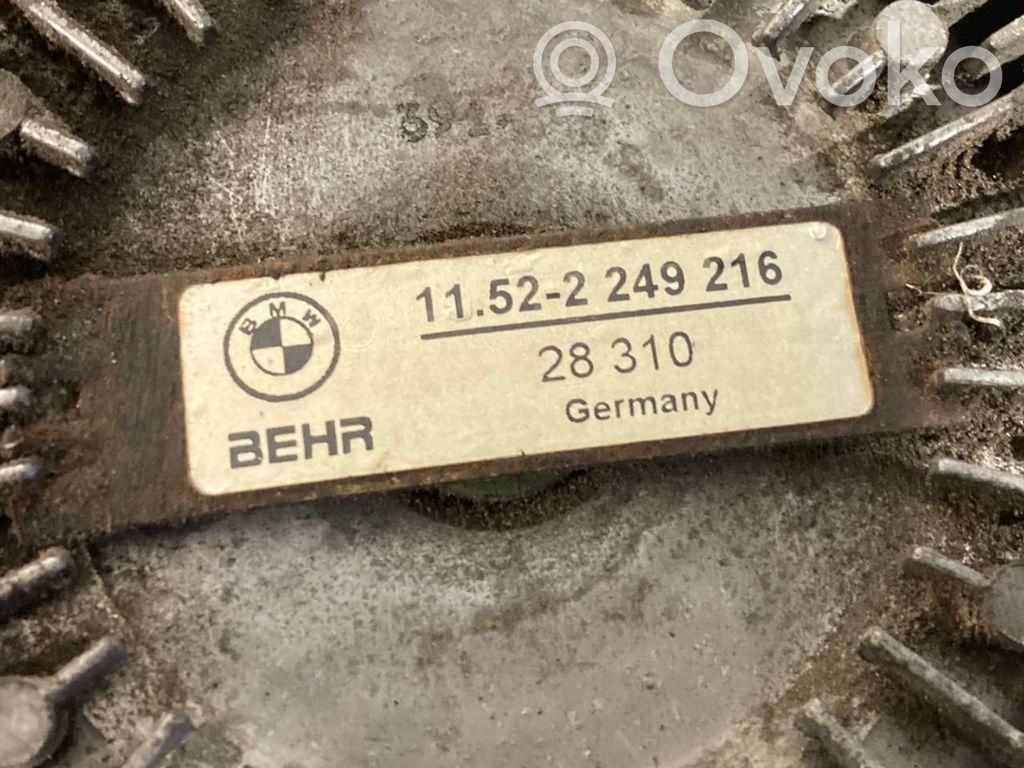 Ovoko
BMW
11.52-2 249 216
28 310
Germany
BEHR